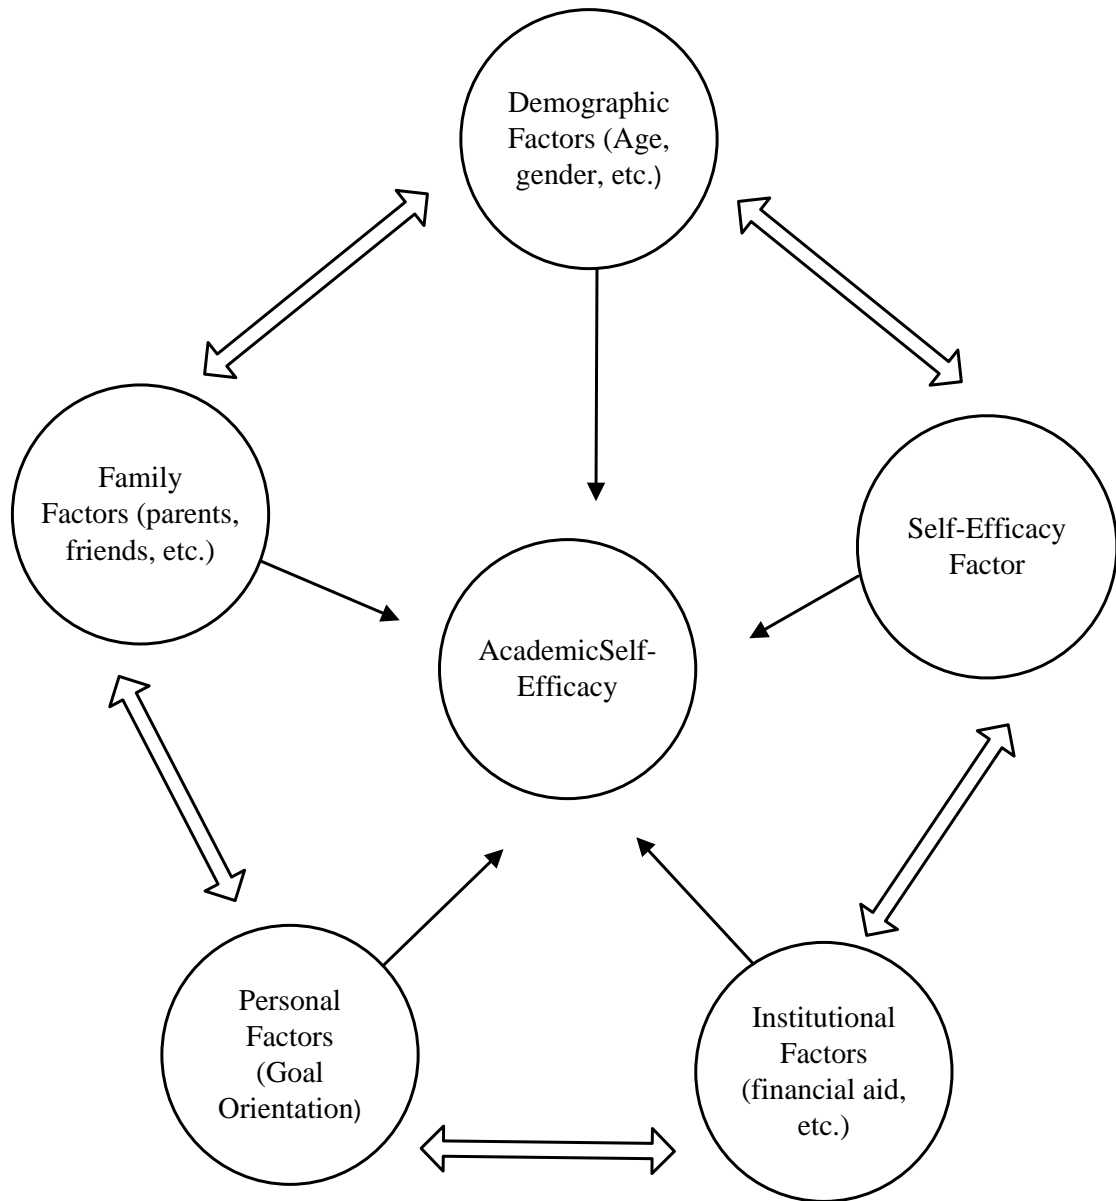 Demographic
Factors (Age,
gender, etc.)
Family
Factors (parents,
friends, etc.)
Self-Efficacy
Factor
AcademicSelf-
Efficacy
Personal
Factors
(Goal
Orientation)
Institutional
Factors
(financial aid,
etc.)